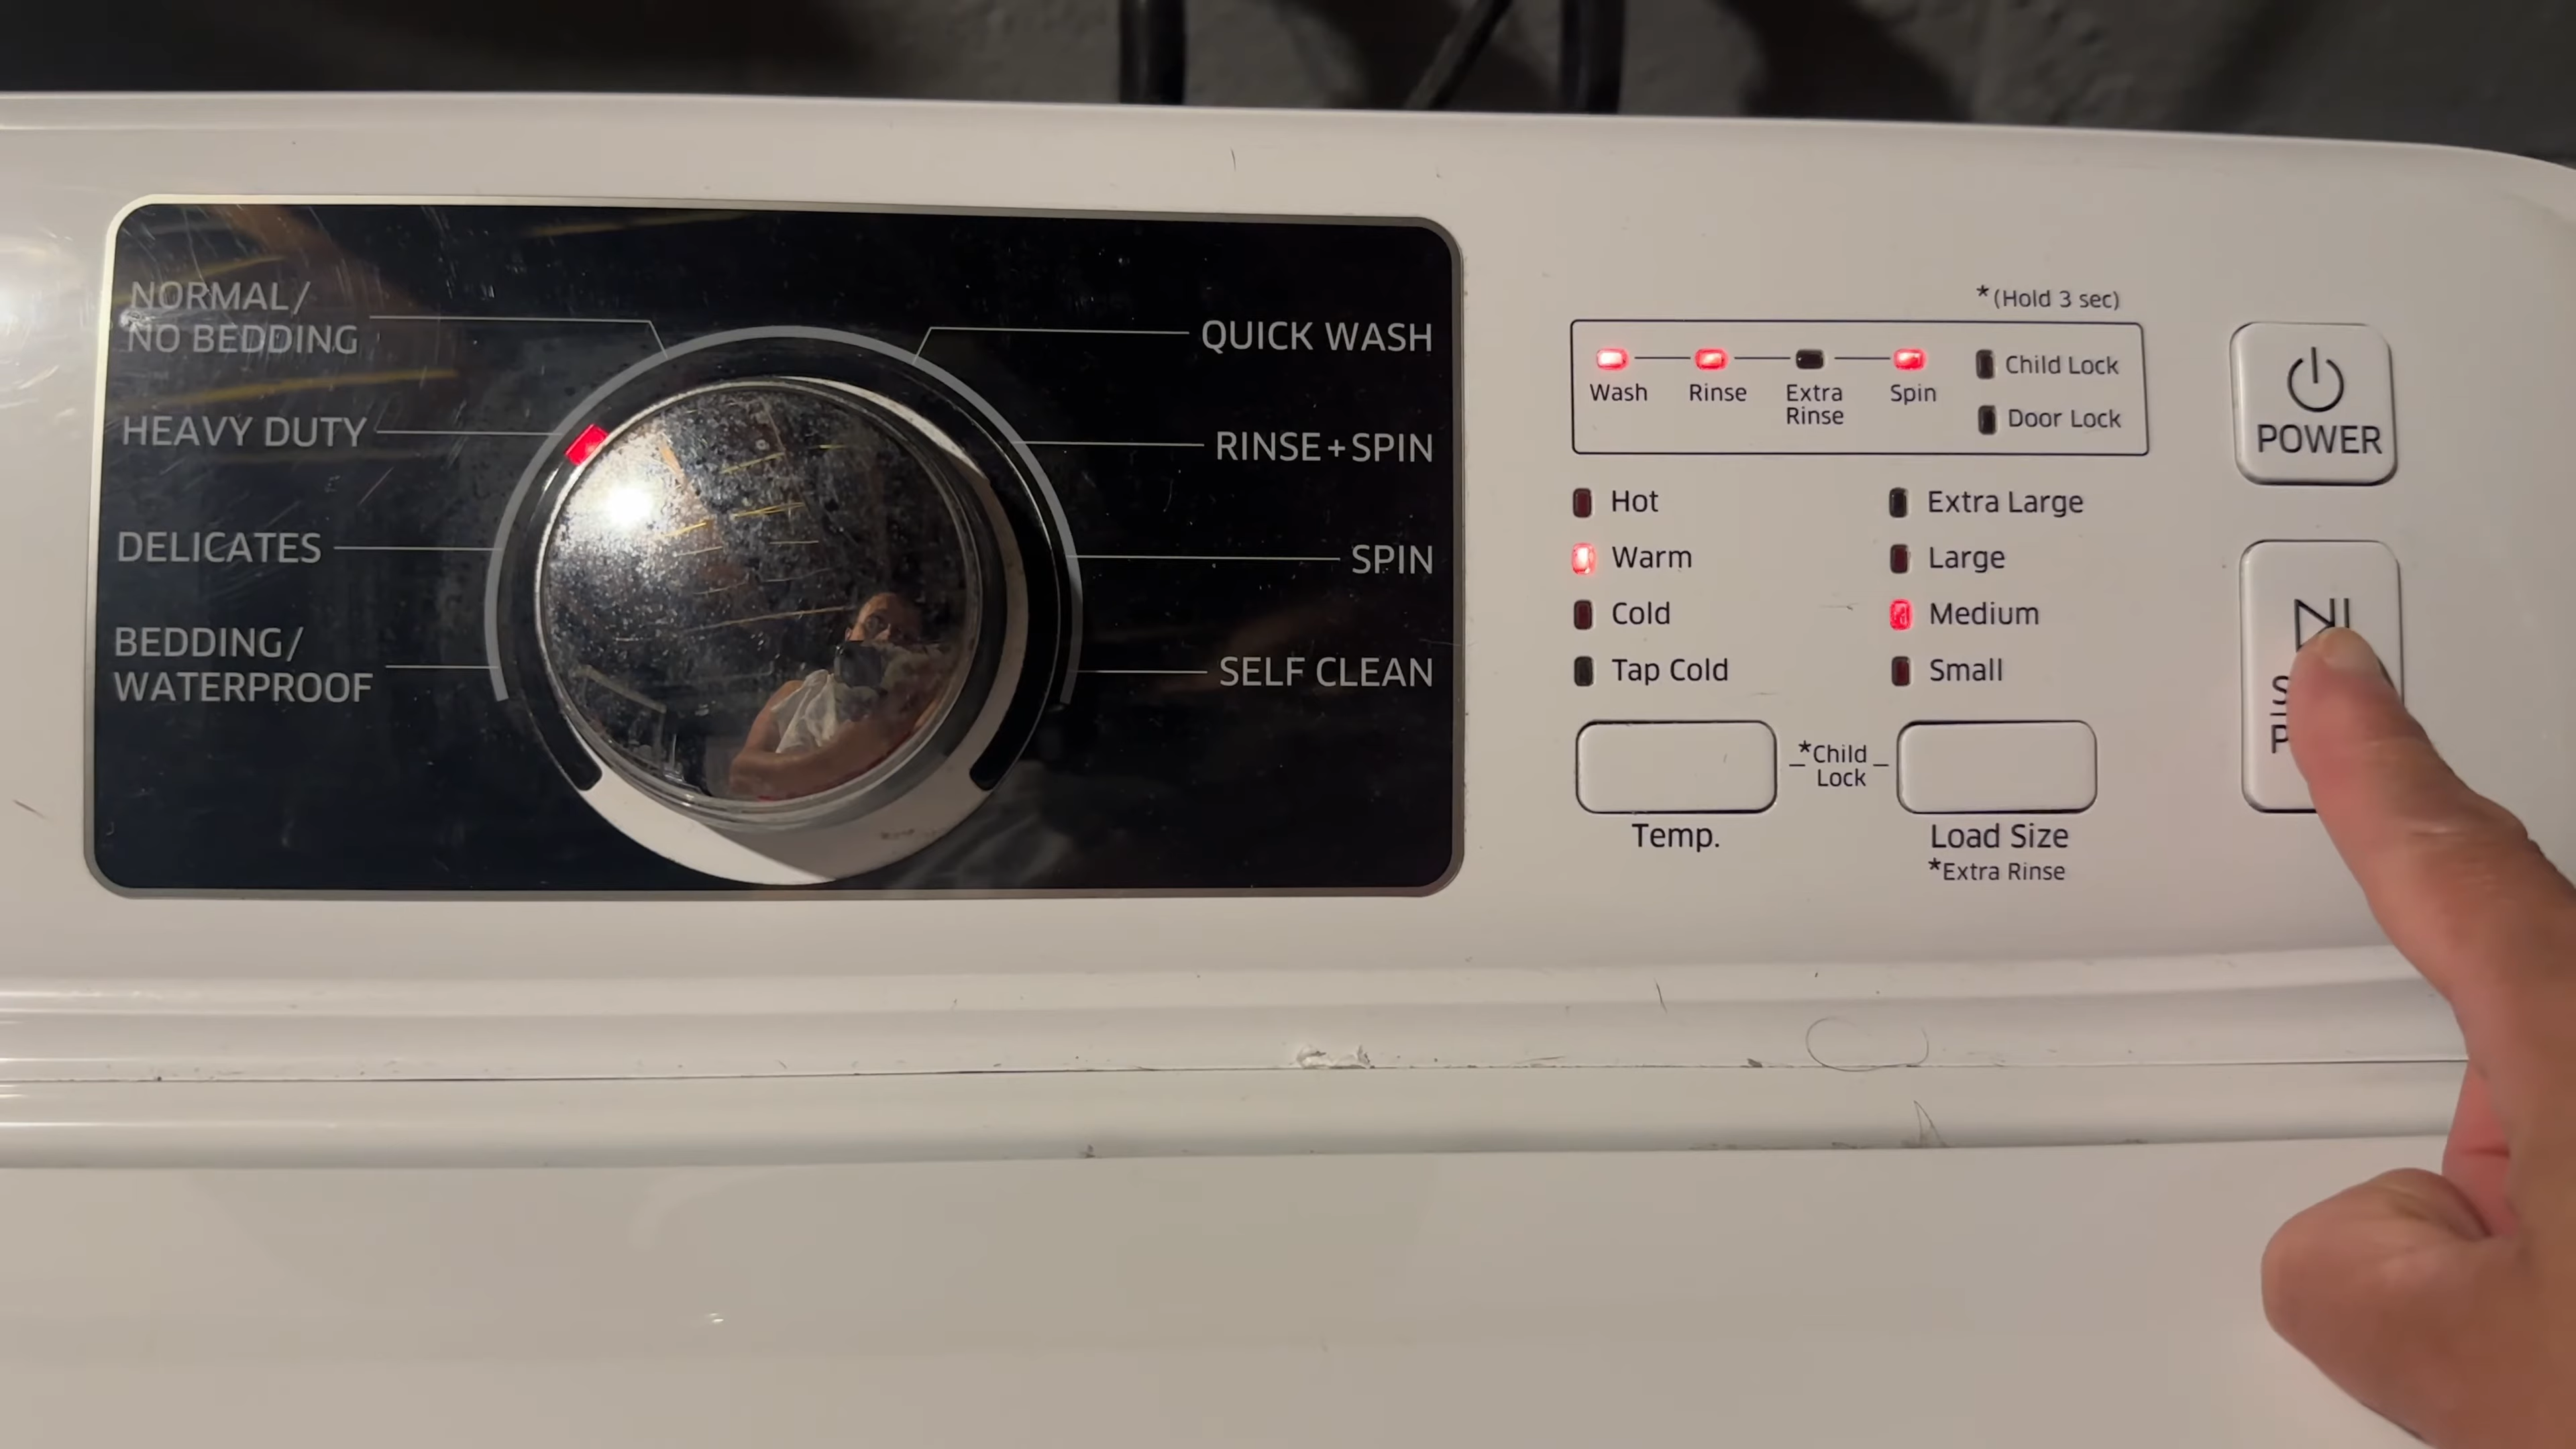 NORMAL/
NO BEDDING
HEAVY DUTY
DELICATES
BEDDING/
WATERPROOF
QUICK WASH
RINSE+SPIN
SPIN
SELF CLEAN
*(Hold 3 sec)
Wash
Rinse
Extra
Rinse
Spin
Child Lock
Door Lock
Hot
Warm
Cold
Tap Cold
Extra Large
Large
Medium
Small
*Child
Lock
Temp.
Load Size
*Extra Rinse
POWER